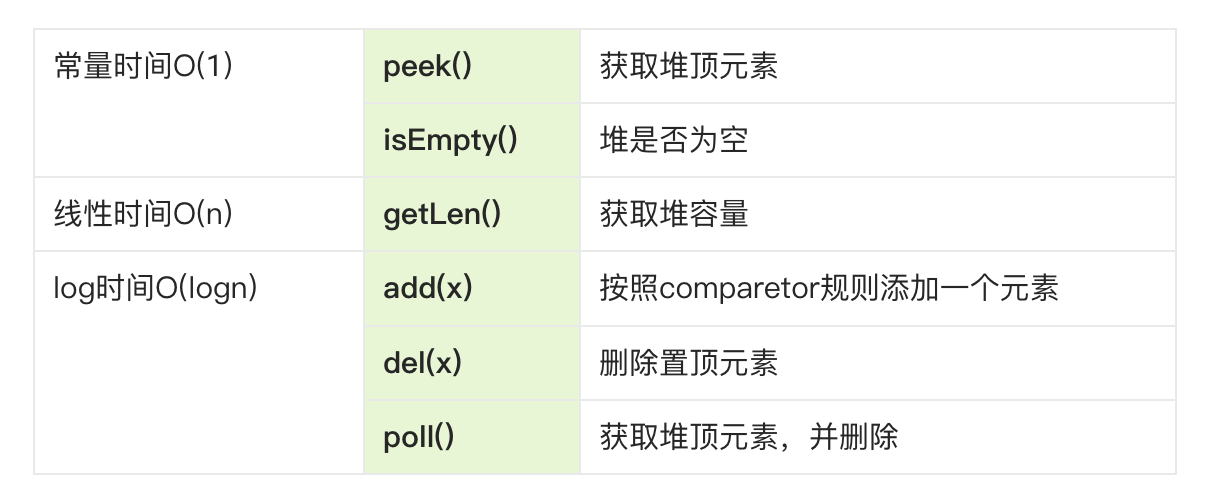 常量时间O(1)
peek()
获取堆顶元素
isEmpty()
堆是否为空
线性时间O(n)
getLen()
获取堆容量
log时间O(logn)
add(x)
按照comparetor规则添加一个元素
del(x)
删除置顶元素
poll()
获取堆顶元素，并删除